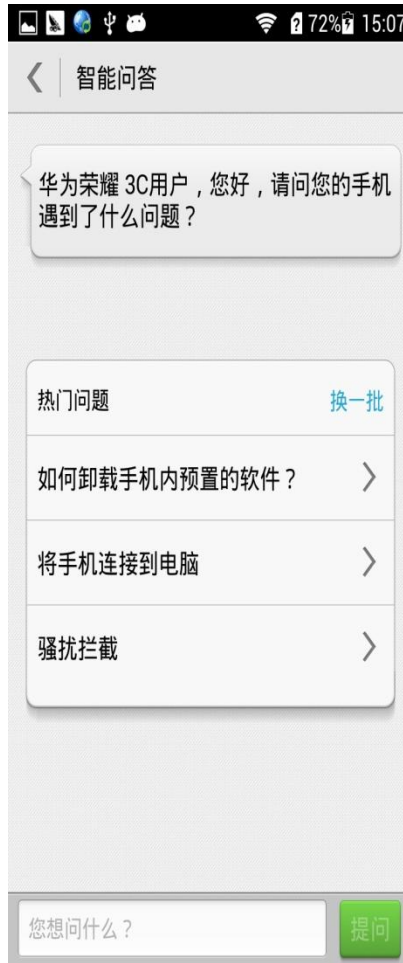 72% 15:07
智能问答
华为荣耀 3C用户，您好，请问您的手机
遇到了什么问题？
热门问题 换一批
如何卸载手机内预置的软件？
将手机连接到电脑
骚扰拦截
您想问什么？ 提问